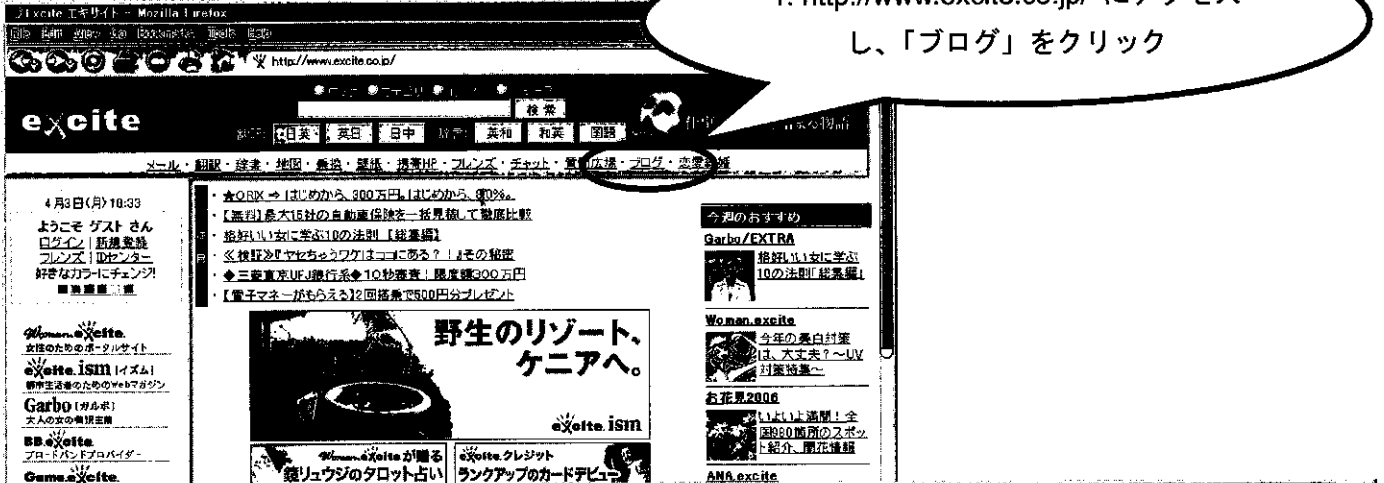 1. http://www.excite.co.jp/ にアクセス
し、「ブログ」をクリック
Excite エキサイト - Mozilla Firefox
File Edit View Go Bookmarks Tools Help
http://www.excite.co.jp/
excite
検索
日英 英日 日中 英和 和英 国語
メール・翻訳・辞書・地図・乗換・壁紙・携帯HP・フレンズ・チャット・ ・ブログ・恋愛結婚
4月3日(月)18:33
ようこそ ゲスト さん
ログイン | 新規登録
フレンズ | IDセンター
好きなカラーにチェンジ!
・★ORIX ⇒ はじめから、300万円。はじめから、
・【無料】最大15社の自動車保険を一括見積して徹底比較
・格好いい女に学ぶ10の法則 【総集編】
・≪検証≫『ヤセちゃうワケはココにある?!』その秘密
・◆三菱東京UFJ銀行系◆10秒審査!限度額300万円
・【電子マネーがもらえる】2回搭乗で500円分プレゼント
Woman.excite
女性のためのポータルサイト
excite.ism [イズム]
都市生活者のためのWebマガジン
Garbo [ガルボ]
大人の女の贅沢主義
BB.excite
ブロードバンドプロバイダー
Game.excite
野生のリゾート、
ケニアへ。
excite.ism
Woman.excite が贈る
鏡リュウジのタロット占い
excite.クレジット
ランクアップのカードデビュー
今週のおすすめ
Garbo/EXTRA
格好いい女に学ぶ
10の法則「総集編」
Woman.excite
今年の美白対策
は、大丈夫?～UV
対策特集～
お花見2006
いよいよ満開!全
国980箇所のスポッ
ト紹介、開花情報
ANA.excite